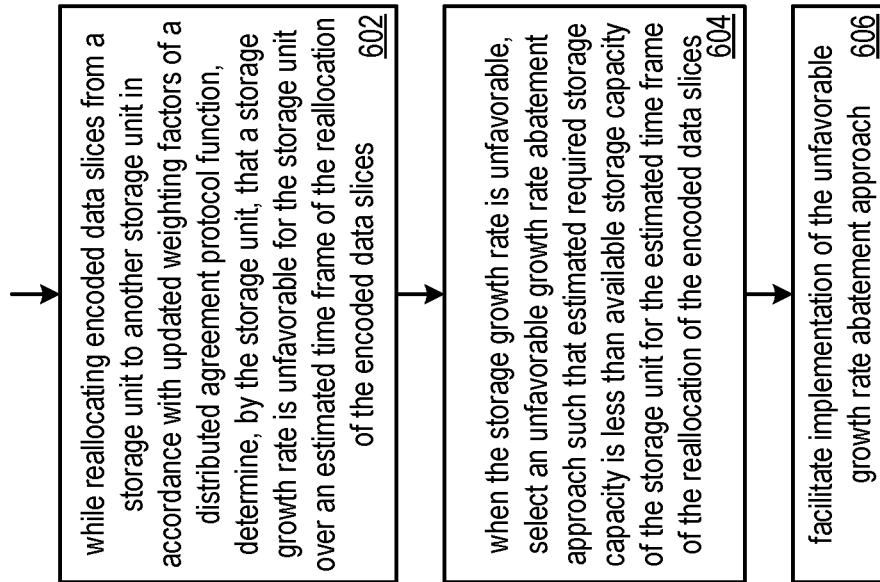 while reallocating encoded data slices from a
storage unit to another storage unit in
accordance with updated weighting factors of a
distributed agreement protocol function,
determine, by the storage unit, that a storage
growth rate is unfavorable for the storage unit
over an estimated time frame of the reallocation
of the encoded data slices
602
when the storage growth rate is unfavorable,
select an unfavorable growth rate abatement
approach such that estimated required storage
capacity is less than available storage capacity
of the storage unit for the estimated time frame
of the reallocation of the encoded data slices
604
facilitate implementation of the unfavorable
growth rate abatement approach
606